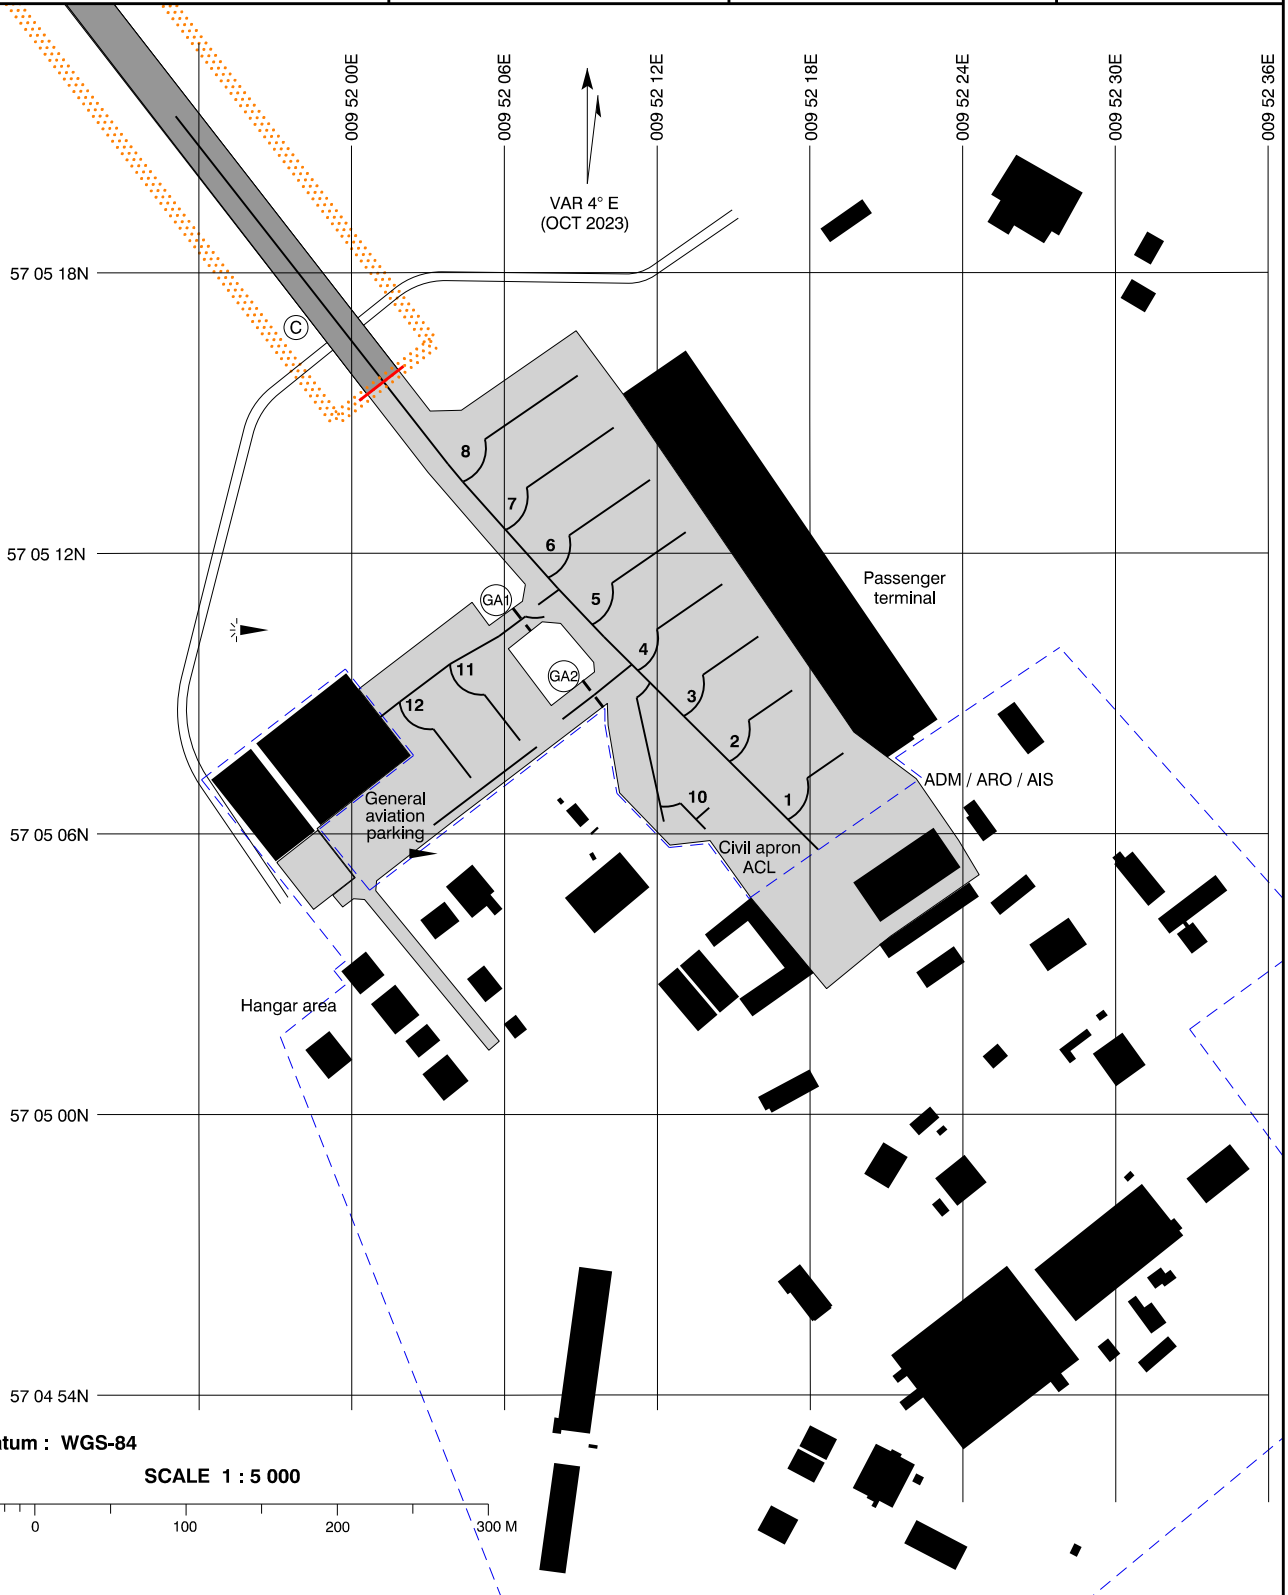 009 52 00E
009 52 06E
009 52 12E
009 52 18E
009 52 24E
009 52 30E
009 52 36E
VAR 4° E
(OCT 2023)
57 05 18N
C
8
7
57 05 12N
6
5
GA1
Passenger
terminal
4
GA2
11
3
12
2
ADM / ARO / AIS
General
aviation
parking
10
1
57 05 06N
Civil apron
ACL
Hangar area
57 05 00N
57 04 54N
atum : WGS-84
SCALE 1 : 5 000
0
100
200
300 M